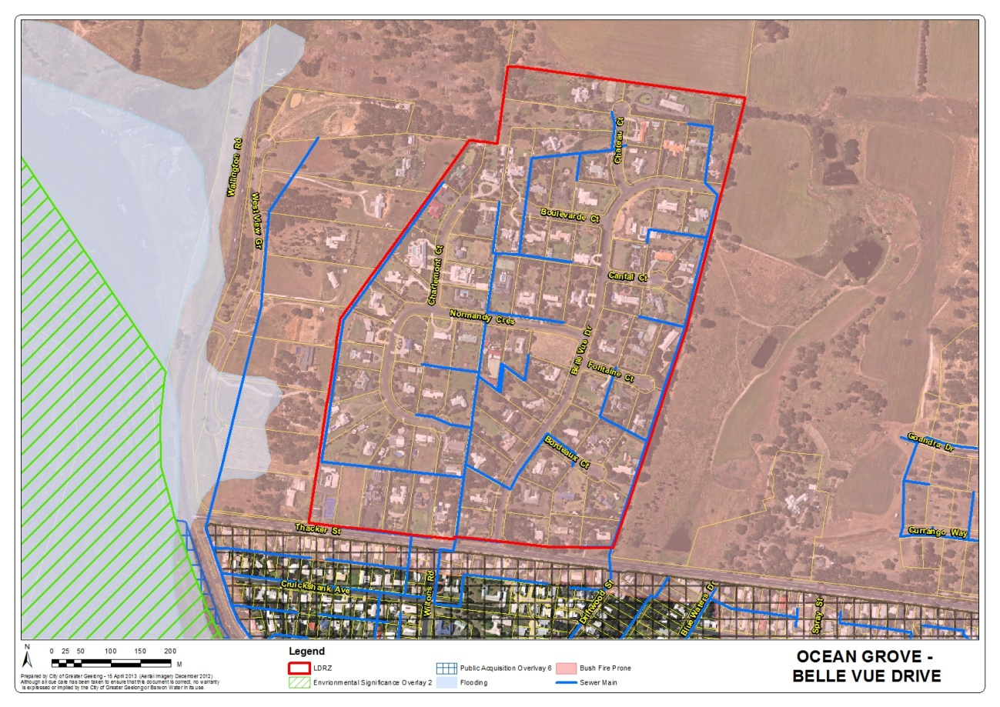 Wallington Rd
West View Gr
Chateau Ct
Boulevarde Ct
Charlemont Ct
Cantal Ct
Normandy Cres
Belle Vue Dr
Fontaine Ct
Bordeaux Ct
Goandra Dr
Currango Way
Thacker St
Cruickshank Ave
Wiltons Rd
Driftwood St
Blue Waters Dr
Spray St
N
0 25 50 100 150 200
M
Prepared by City of Greater Geelong - 15 April 2013 (Aerial Imagery December 2012)
Although all due care has been taken to ensure that this document is correct, no warranty
is expressed or implied by the City of Greater Geelong or Barwon Water in its use.
Legend
LDRZ
Public Acquisition Overlvay 6
Bush Fire Prone
Envrionmental Significance Overlay 2
Flooding
Sewer Main
OCEAN GROVE -
BELLE VUE DRIVE